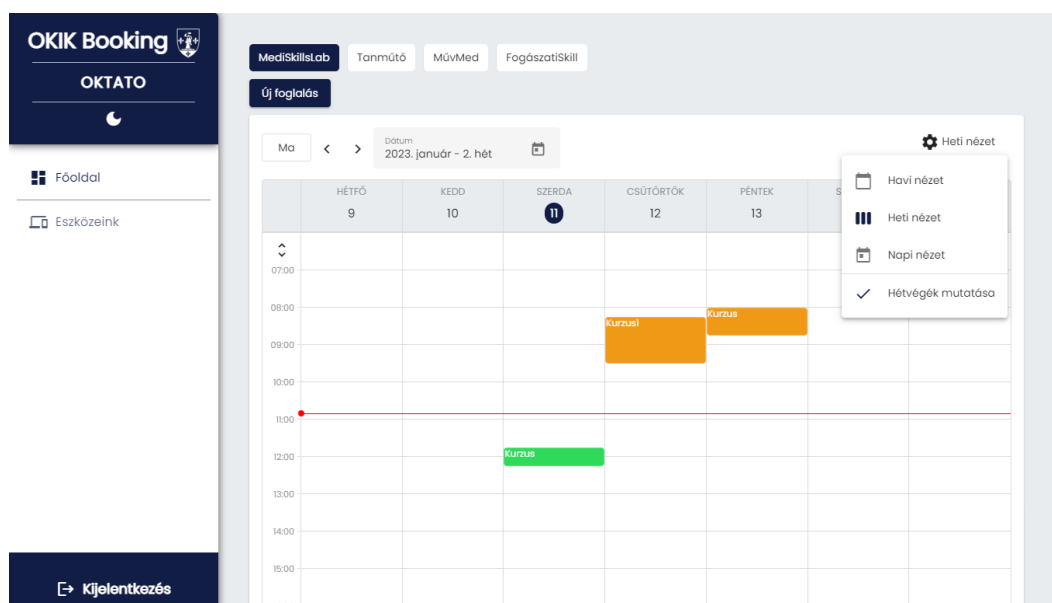 OKIK Booking
OKTATO
Főoldal
Eszközeink
Kijelentkezés
MediSkillsLab Tanműtő MűvMed FogászatiSkill
Új foglalás
Ma
Dátum
2023. január - 2. hét
Heti nézet
HÉTFŐ KEDD SZERDA CSÜTÖRTÖK PÉNTEK
9 10 11 12 13
Havi nézet
Heti nézet
Napi nézet
Hétvégék mutatása
07:00
08:00
Kurzus1
Kurzus
09:00
10:00
11:00
Kurzus
12:00
13:00
14:00
15:00